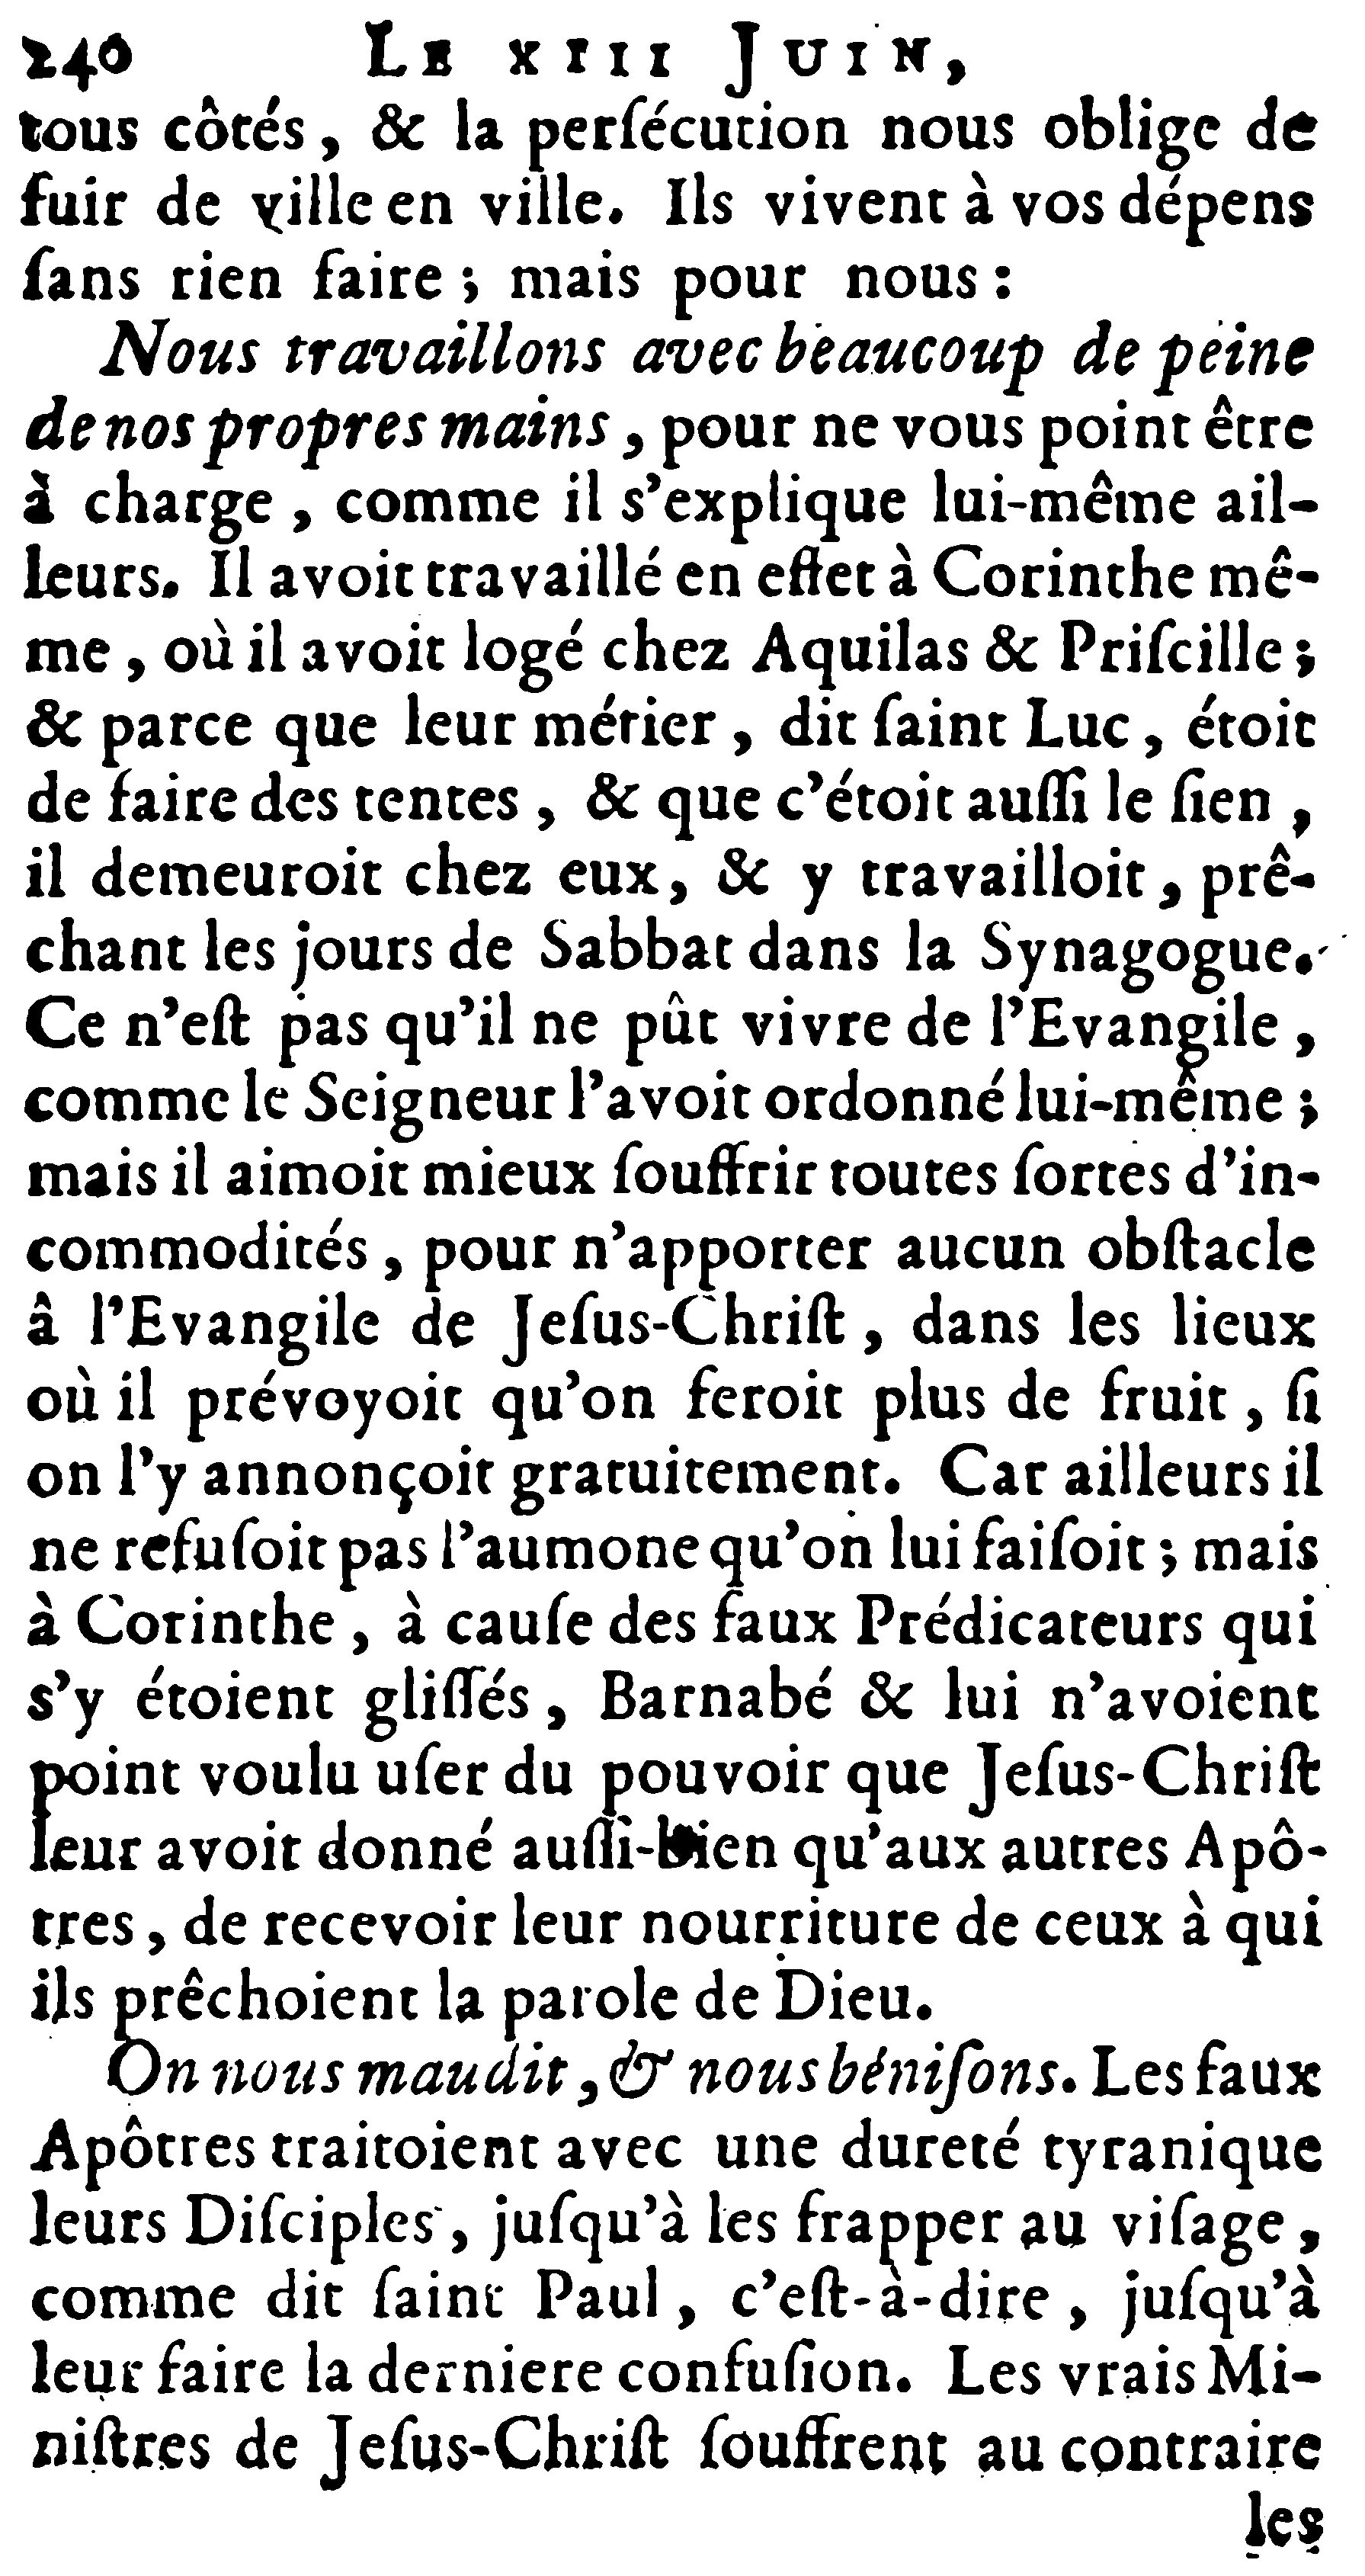 240 LE XIII JUIN,
tous côtés, & la perſécution nous oblige de
fuir de ville en ville. Ils vivent à vos dépens
ſans rien faire ; mais pour nous :
Nous travaillons avec beaucoup de peine
de nos propres mains, pour ne vous point être
à charge, comme il s'explique lui-même ail-
leurs. Il avoit travaillé en effet à Corinthe mê-
me, où il avoit logé chez Aquilas & Priſcille ;
& parce que leur métier, dit ſaint Luc, étoit
de faire des tentes, & que c'étoit auſſi le ſien,
il demeuroit chez eux, & y travailloit, prê-
chant les jours de Sabbat dans la Synagogue.
Ce n'eſt pas qu'il ne pût vivre de l'Evangile,
comme le Seigneur l'avoit ordonné lui-même ;
mais il aimoit mieux ſouffrir toutes ſortes d'in-
commodités, pour n'apporter aucun obſtacle
â l'Evangile de Jeſus-Chriſt, dans les lieux
où il prévoyoit qu'on feroit plus de fruit, ſi
on l'y annonçoit gratuitement. Car ailleurs il
ne refuſoit pas l'aumone qu'on lui faiſoit ; mais
à Corinthe, à cauſe des faux Prédicateurs qui
s'y étoient gliſſés, Barnabé & lui n'avoient
point voulu uſer du pouvoir que Jeſus-Chriſt
leur avoit donné auſſi-bien qu'aux autres Apô-
tres, de recevoir leur nourriture de ceux à qui
ils prêchoient la parole de Dieu.
On nous maudit, & nous béniſons. Les faux
Apôtres traitoient avec une dureté tyranique
leurs Diſciples, juſqu'à les frapper au viſage,
comme dit ſaint Paul, c'eſt-à-dire, juſqu'à
leur faire la derniere confuſion. Les vrais Mi-
niſtres de Jeſus-Chriſt ſouffrent au contraire
les